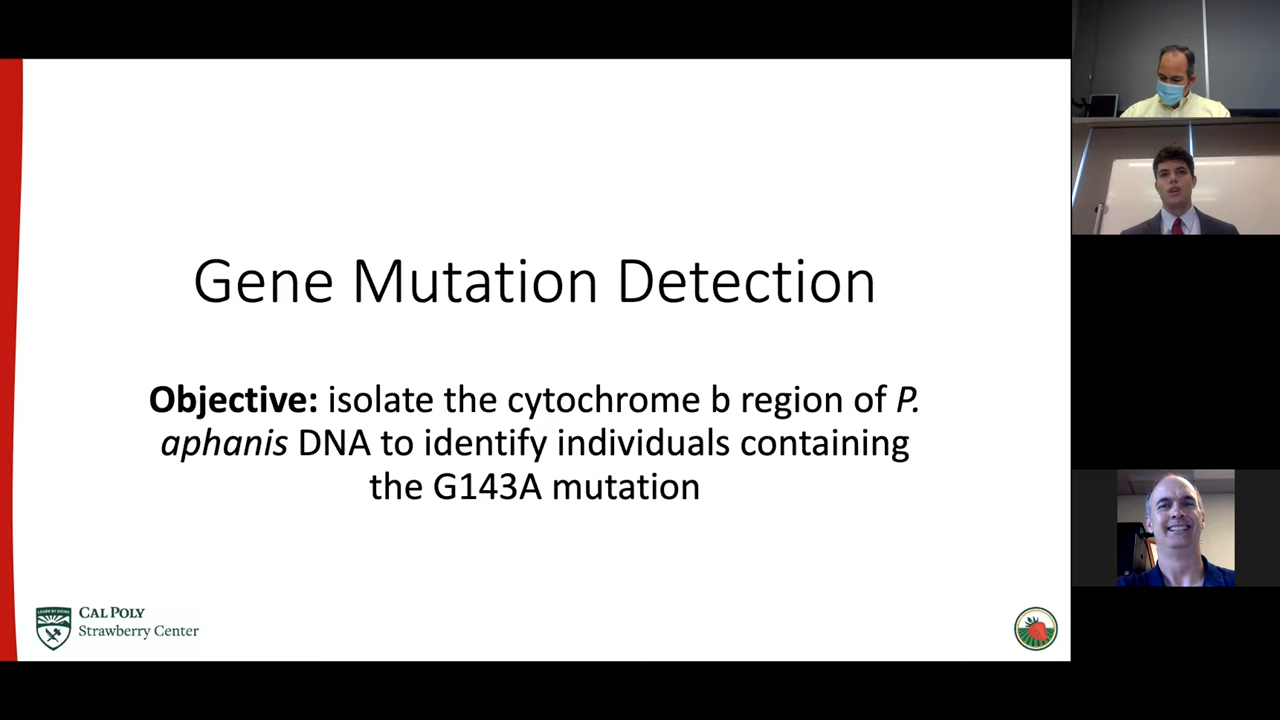 Gene Mutation Detection
Objective: isolate the cytochrome b region of P.
aphanis DNA to identify individuals containing
the G143A mutation
CAL POLY
Strawberry Center